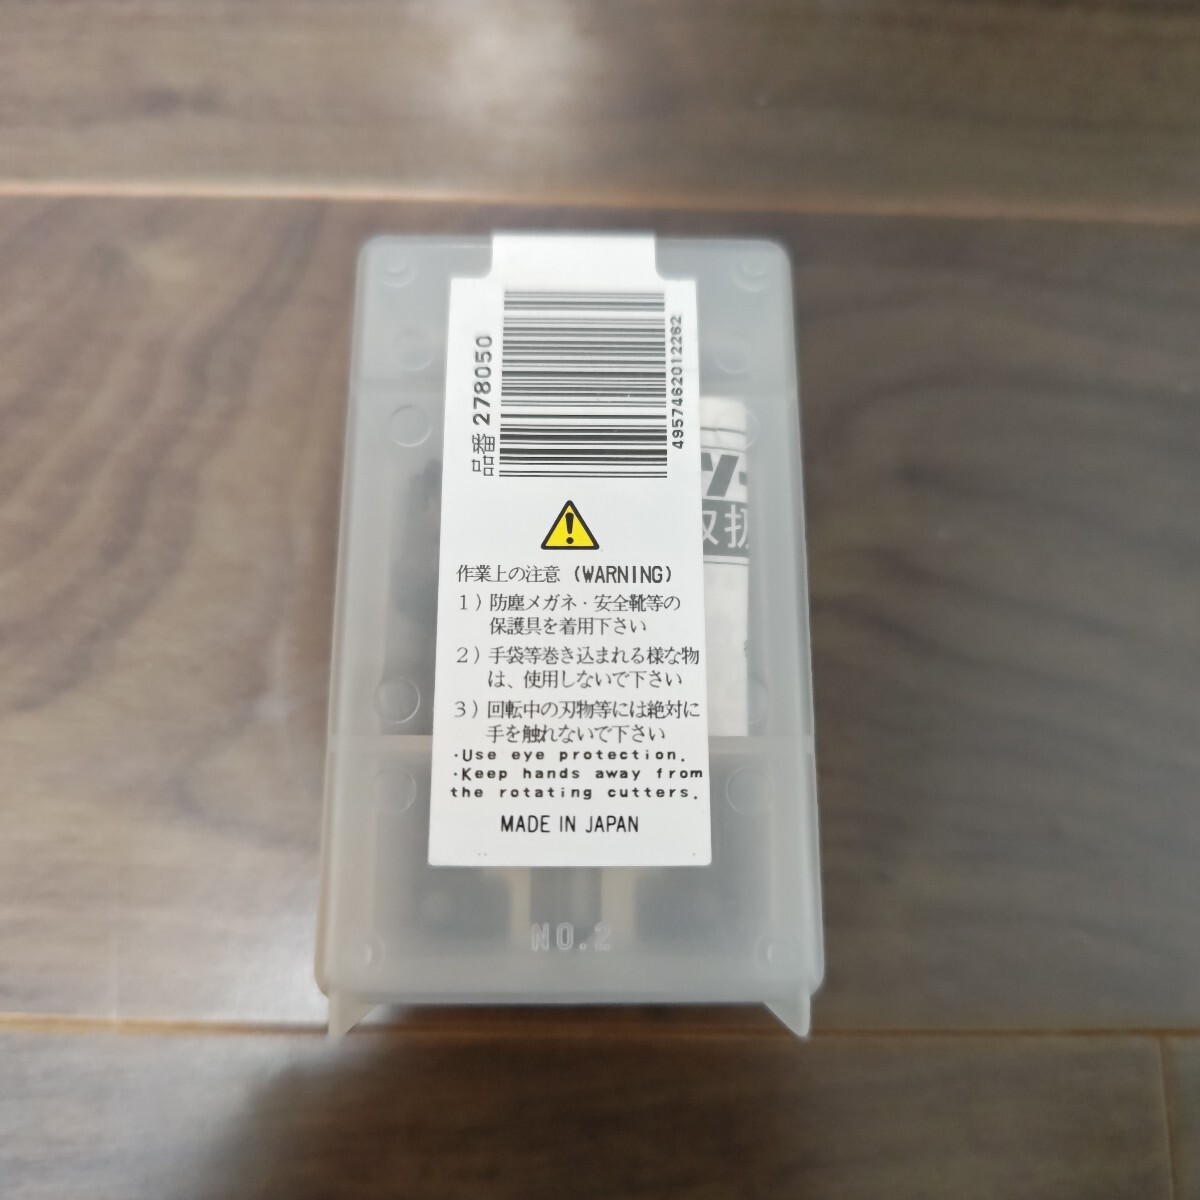 品番 278050
4957462012262
ソー
取扱
作業上の注意 (WARNING)
1) 防塵メガネ・安全靴等の
保護具を着用下さい
2) 手袋等巻き込まれる様な物
は、使用しないで下さい
3) 回転中の刃物等には絶対に
手を触れないで下さい
·Use eye protection.
·Keep hands away from
the rotating cutters.
MADE IN JAPAN
NO.2